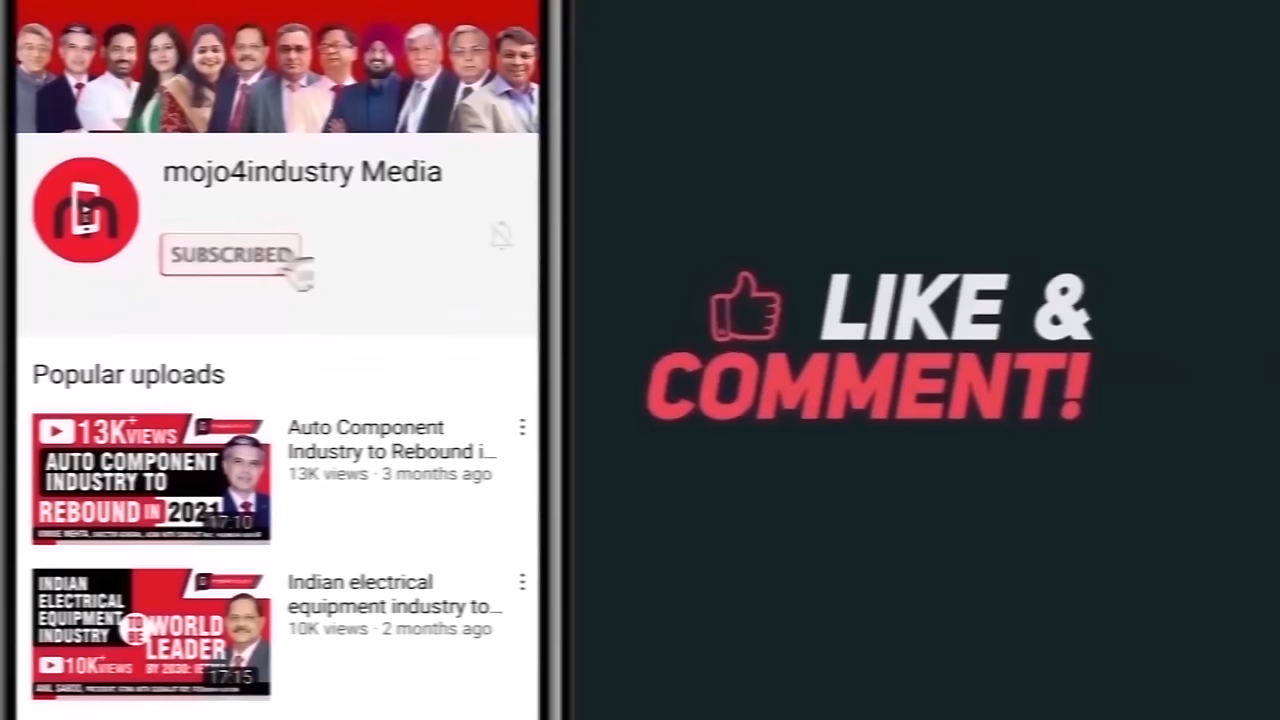 mojo4industry Media
SUBSCRIBED
LIKE &
COMMENT!
Popular uploads
13K+ VIEWS
AUTO COMPONENT
INDUSTRY TO
REBOUND IN 2021
17:10
Auto Component
Industry to Rebound i...
13K views · 3 months ago
INDIAN
ELECTRICAL
EQUIPMENT
INDUSTRY
TO BE
WORLD
LEADER
10K+ VIEWS
BY 2030:
17:15
Indian electrical
equipment industry to...
10K views · 2 months ago